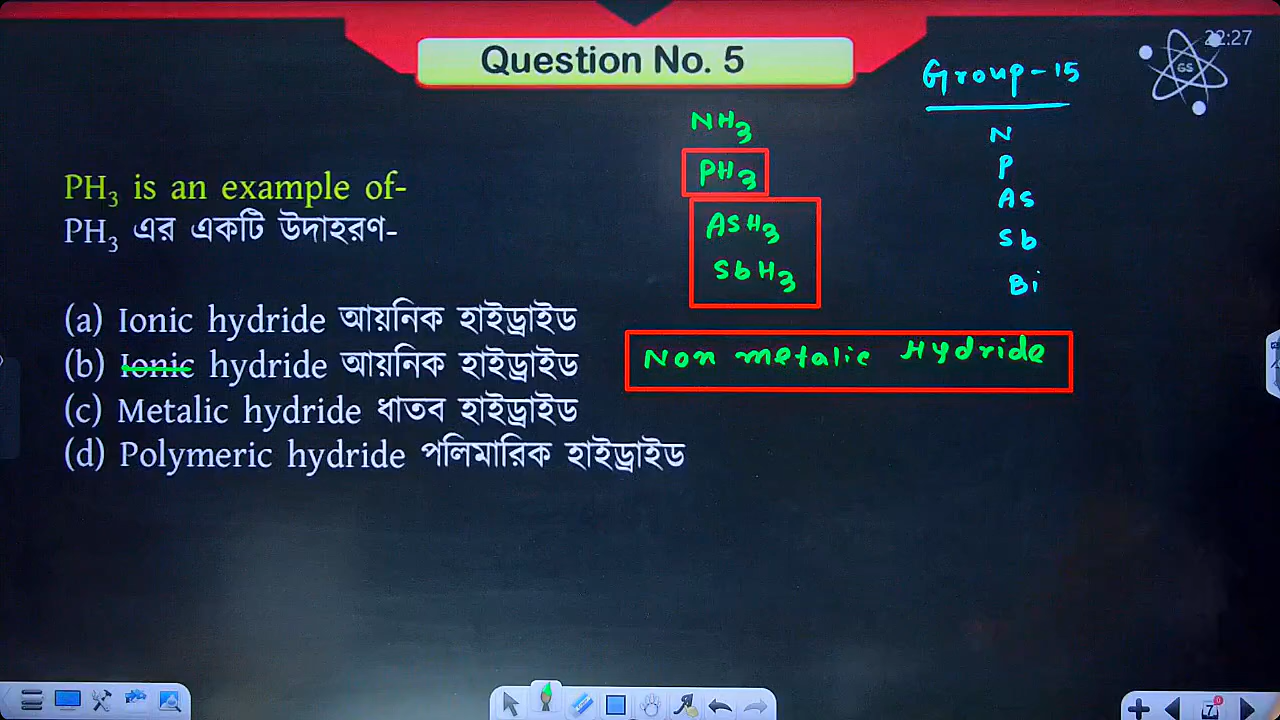 Question No. 5
22:27
GS
Group-15
NH3
PH3
AsH3
SbH3
N
P
As
Sb
Bi
PH3 is an example of-
PH3 এর একটি উদাহরণ-
(a) Ionic hydride আয়নিক হাইড্রাইড
(b) Ionic hydride আয়নিক হাইড্রাইড
(c) Metalic hydride ধাতব হাইড্রাইড
(d) Polymeric hydride পলিমারিক হাইড্রাইড
Non metalic Hydride